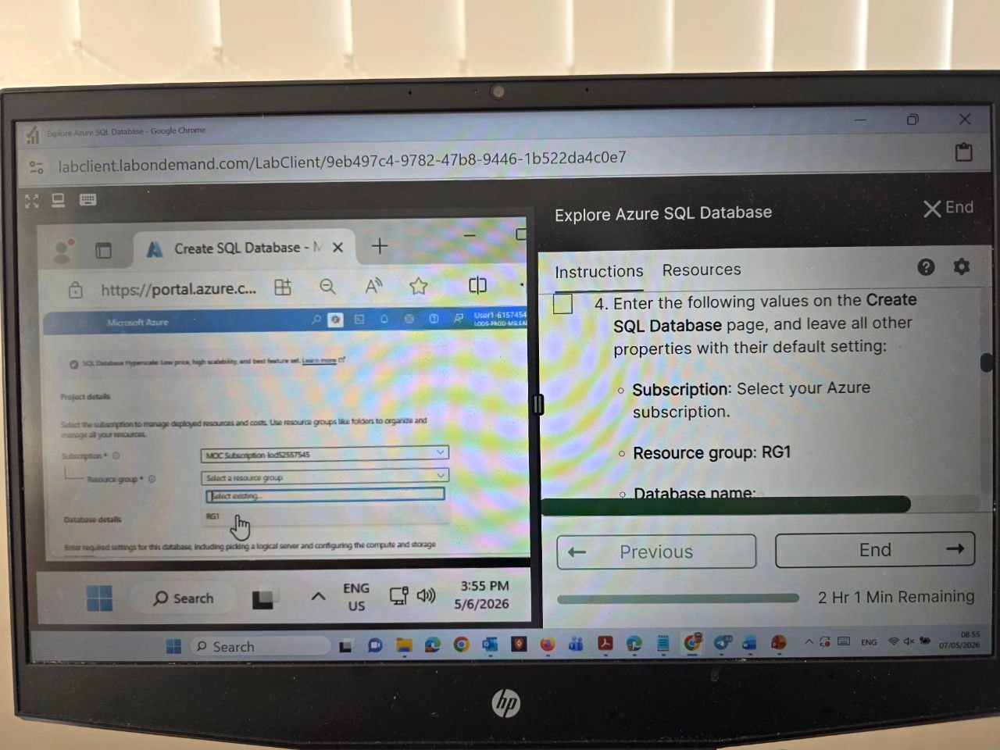 Explore Azure SQL Database - Google Chrome
labclient.labondemand.com/LabClient/9eb497c4-9782-47b8-9446-1b522da4c0e7
Create SQL Database - M
https://portal.azure.c...
Microsoft Azure
User1-6157454
SQL Database Hyperscale: Low price, high scalability, and best feature set. Learn more
Project details
Select the subscription to manage deployed resources and costs. Use resource groups like folders to organize and
manage all your resources.
Subscription *
MOC Subscription-lod52557545
Resource group *
Select a resource group
Select existing...
RG1
Database details
Enter required settings for this database, including picking a logical server and configuring the compute and storage
Search
ENG
US
3:55 PM
5/6/2026
Explore Azure SQL Database
End
Instructions
Resources
4. Enter the following values on the Create
SQL Database page, and leave all other
properties with their default setting:
Subscription: Select your Azure
subscription.
Resource group: RG1
Database name:
Previous
End
2 Hr 1 Min Remaining
Search
ENG
08:55
07/05/2026
hp